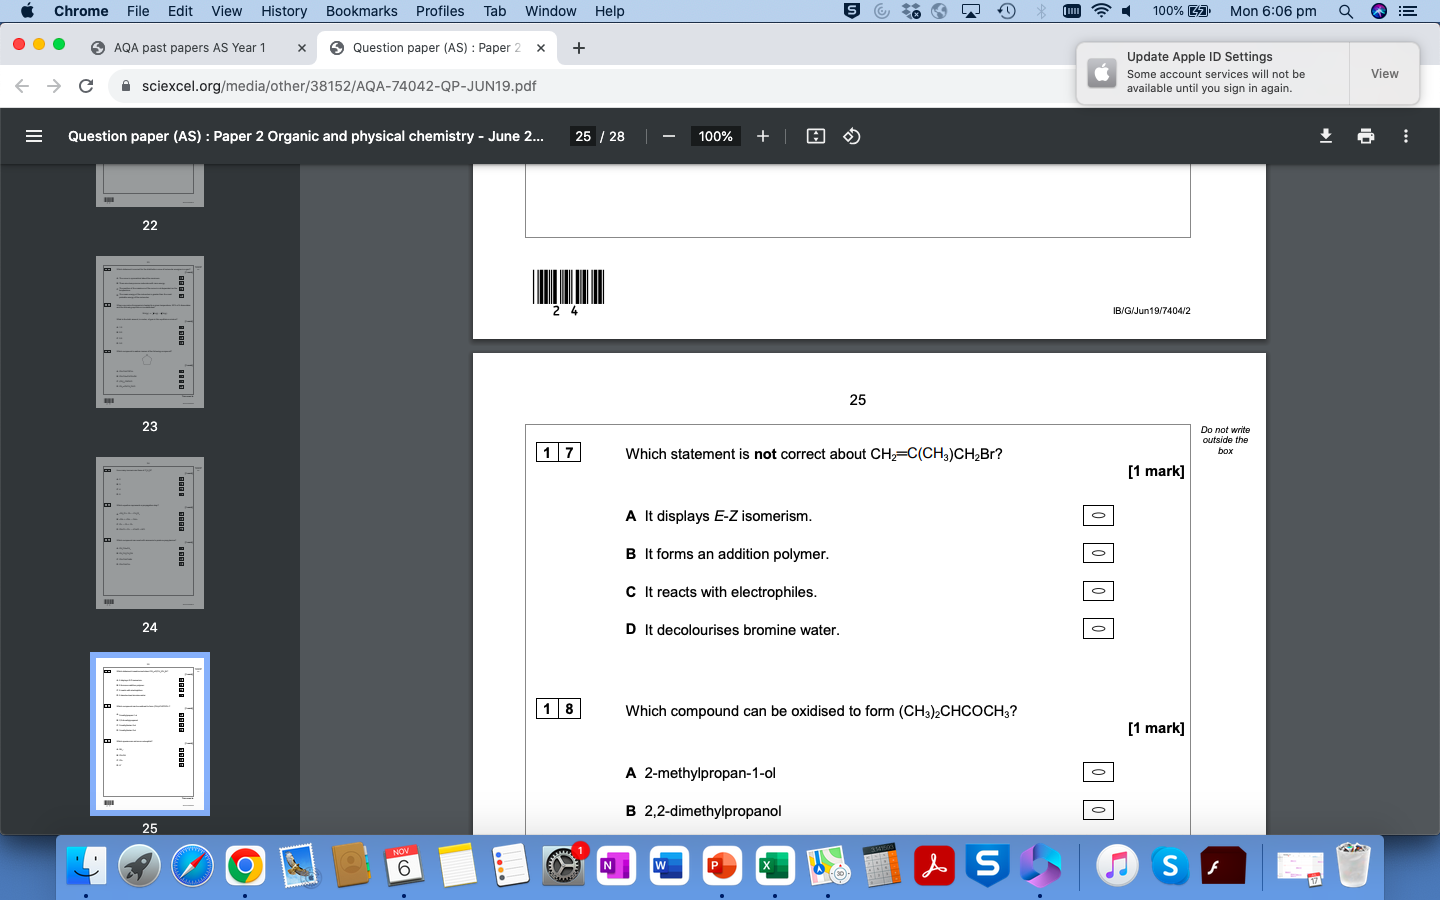 Chrome File Edit View History Bookmarks Profiles Tab Window Help 100% Mon 6:06 pm
AQA past papers AS Year 1
Question paper (AS) : Paper 2
Update Apple ID Settings
Some account services will not be
available until you sign in again.
View
sciexcel.org/media/other/38152/AQA-74042-QP-JUN19.pdf
Question paper (AS) : Paper 2 Organic and physical chemistry - June 2... 25 / 28 100%
22
23
24
25
2 4
IB/G/Jun19/7404/2
25
Do not write
outside the
box
1 7 Which statement is not correct about CH₂=C(CH₃)CH₂Br?
[1 mark]
A It displays E-Z isomerism.
B It forms an addition polymer.
C It reacts with electrophiles.
D It decolourises bromine water.
1 8 Which compound can be oxidised to form (CH₃)₂CHCOCH₃?
[1 mark]
A 2-methylpropan-1-ol
B 2,2-dimethylpropanol
NOV
6
1
N
W
P
X
3D
S
S
f
17